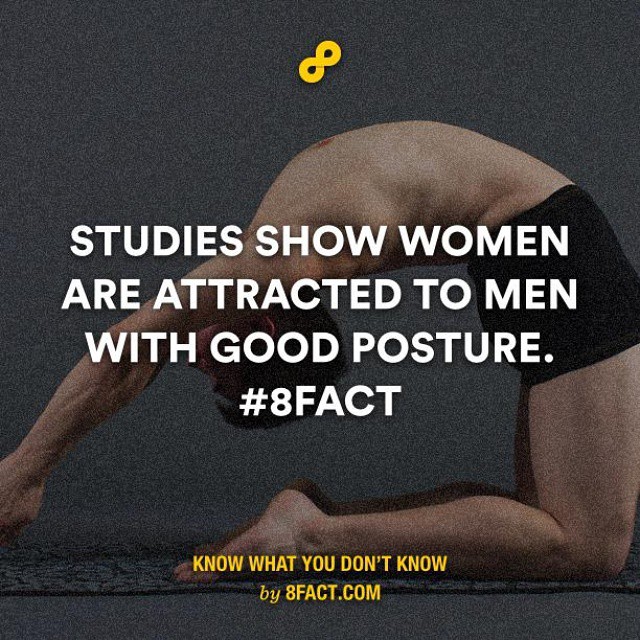 STUDIES SHOW WOMEN
ARE ATTRACTED TO MEN
WITH GOOD POSTURE.
#8FACT
KNOW WHAT YOU DON'T KNOW
by 8FACT.COM